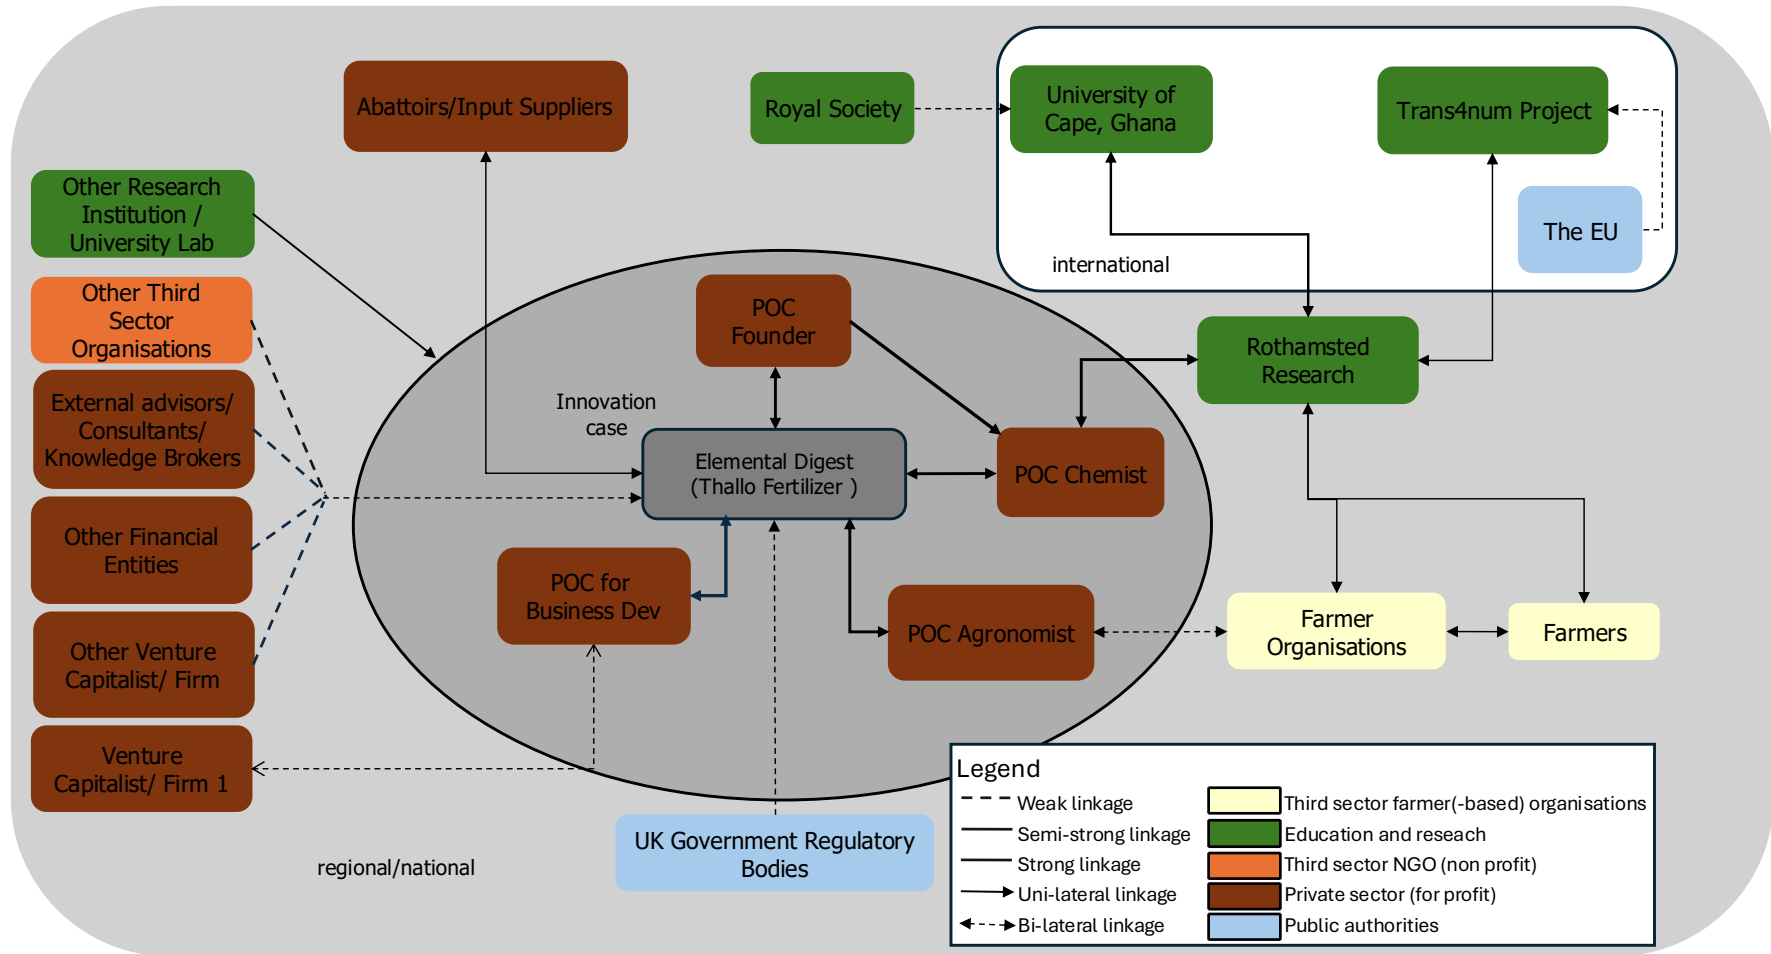 Abattoirs/Input Suppliers
Royal Society
University of
Cape, Ghana
Trans4num Project
The EU
international
Other Research
Institution /
University Lab
Other Third
Sector
Organisations
External advisors/
Consultants/
Knowledge Brokers
Other Financial
Entities
Other Venture
Capitalist/ Firm
Venture
Capitalist/ Firm 1
POC
Founder
Innovation
case
Elemental Digest
(Thallo Fertilizer )
POC Chemist
POC for
Business Dev
POC Agronomist
Rothamsted
Research
Farmer
Organisations
Farmers
UK Government Regulatory
Bodies
regional/national
Legend
Weak linkage
Semi-strong linkage
Strong linkage
Uni-lateral linkage
Bi-lateral linkage
Third sector farmer(-based) organisations
Education and reseach
Third sector NGO (non profit)
Private sector (for profit)
Public authorities